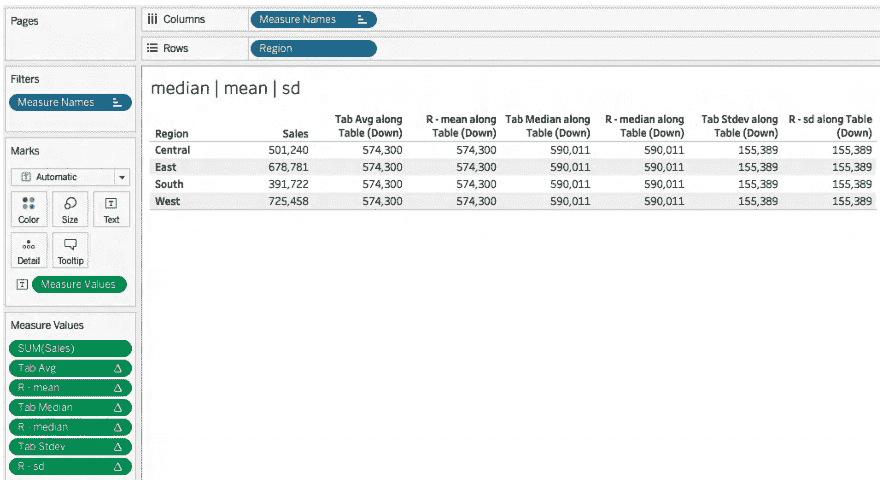 Pages
Columns Measure Names
Rows Region
Filters
Measure Names
Marks
Automatic
Color Size Text
Detail Tooltip
Measure Values
Measure Values
SUM(Sales)
Tab Avg
R - mean
Tab Median
R - median
Tab Stdev
R - sd
median | mean | sd
Tab Avg along R - mean along Tab Median along R - median along Tab Stdev along R - sd along Table
Region Sales Table (Down) Table (Down) Table (Down) Table (Down) Table (Down) (Down)
Central 501,240 574,300 574,300 590,011 590,011 155,389 155,389
East 678,781 574,300 574,300 590,011 590,011 155,389 155,389
South 391,722 574,300 574,300 590,011 590,011 155,389 155,389
West 725,458 574,300 574,300 590,011 590,011 155,389 155,389